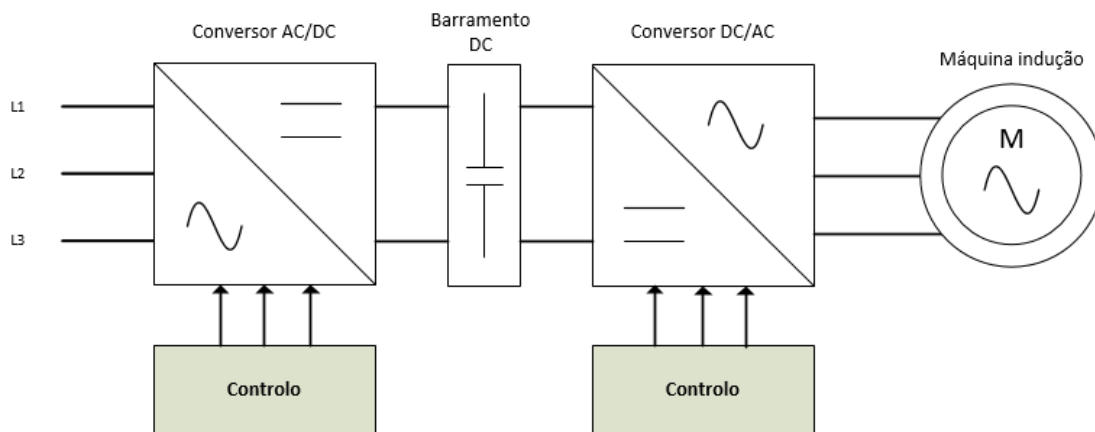 Conversor AC/DC
Barramento
DC
Conversor DC/AC
Máquina indução
L1
L2
L3
M
Controlo
Controlo